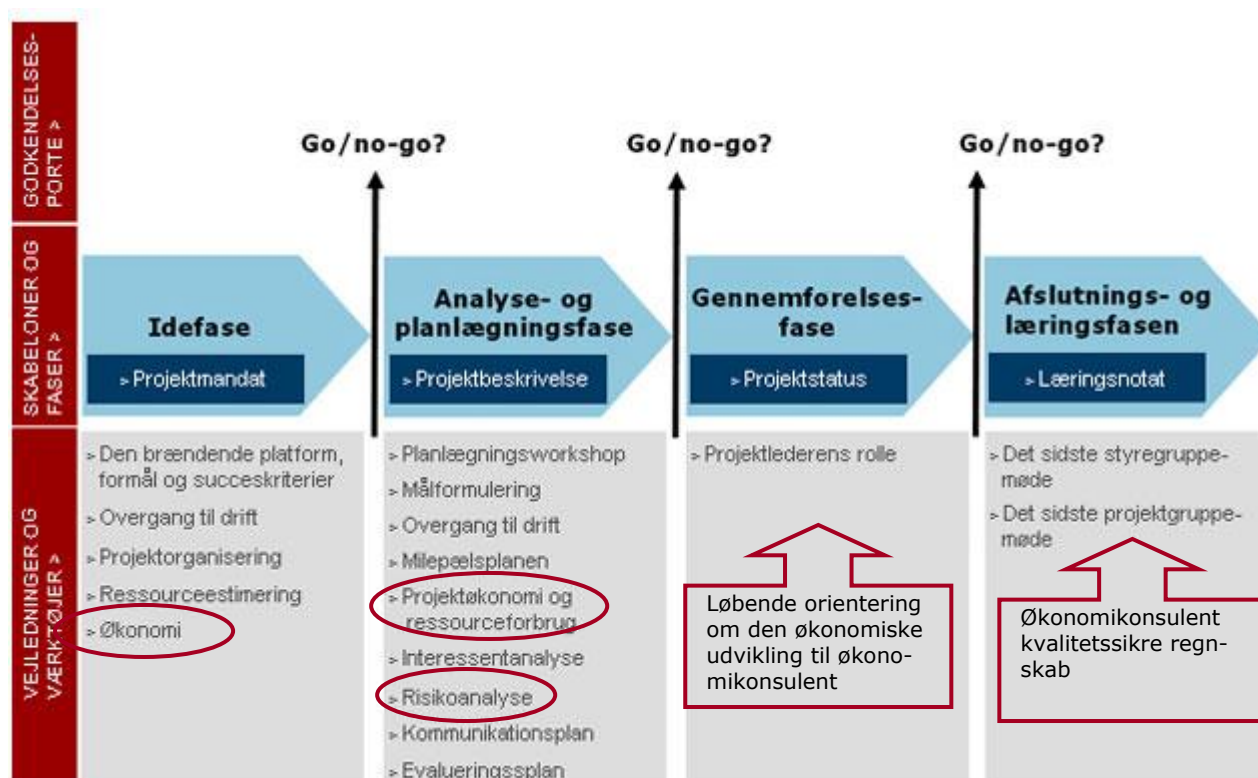 GODKENDELSES-
PORTE >
Go/no-go?
Go/no-go?
Go/no-go?
SKABELONER OG
FASER >
Idefase
> Projektmandat
Analyse- og
planlægningsfase
> Projektbeskrivelse
Gennemførelses-
fase
> Projektstatus
Afslutnings- og
læringsfasen
> Læringsnotat
VEJLEDNINGER OG
VÆRKTØJER >
> Den brændende platform,
formål og succeskriterier
> Overgang til drift
> Projektorganisering
> Ressourceestimering
> Økonomi
> Planlægningsworkshop
> Målformulering
> Overgang til drift
> Milepælsplanen
> Projektøkonomi og
ressourceforbrug
> Interessentanalyse
> Risikoanalyse
> Kommunikationsplan
> Evalueringssplan
> Projektlederens rolle
Løbende orientering
om den økonomiske
udvikling til økono-
mikonsulent
> Det sidste styregruppe-
møde
> Det sidste projektgruppe-
møde
Økonomikonsulent
kvalitetssikre regn-
skab